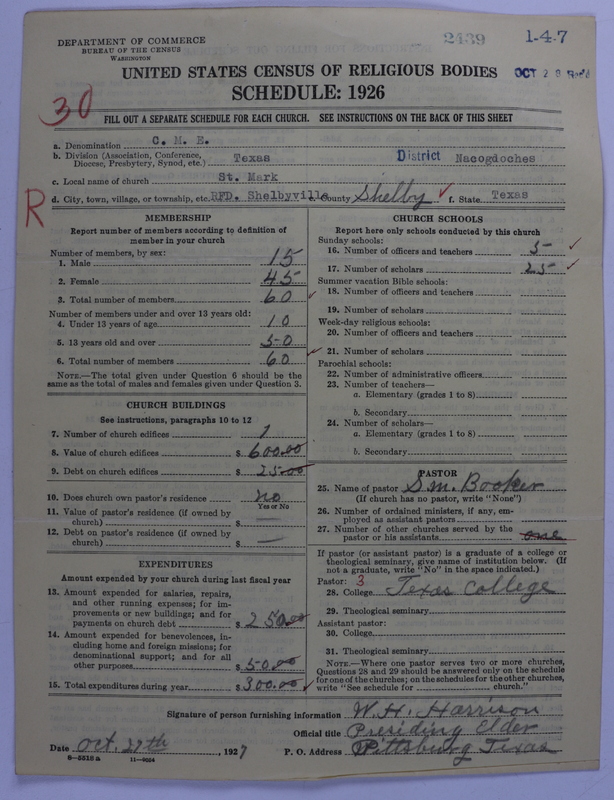 2439 1-4-7
DEPARTMENT OF COMMERCE
BUREAU OF THE CENSUS
WASHINGTON
UNITED STATES CENSUS OF RELIGIOUS BODIES
OCT 28
SCHEDULE: 1926
30
FILL OUT A SEPARATE SCHEDULE FOR EACH CHURCH. SEE INSTRUCTIONS ON THE BACK OF THIS SHEET
a. Denomination C. M. E.
b. Division (Association, Conference, Diocese, Presbytery, Synod, etc.) Texas District Nacogdoches
c. Local name of church St. Mark
d. City, town, village, or township, etc. RFD. Shelbyville e. County Shelby f. State Texas
R
MEMBERSHIP
Report number of members according to definition of
member in your church
Number of members, by sex:
1. Male 15
2. Female 45
3. Total number of members 60
Number of members under and over 13 years old:
4. Under 13 years of age 10
5. 13 years old and over 50
6. Total number of members 60
NOTE.—The total given under Question 6 should be
same as the total of males and females given under Question 3.
CHURCH BUILDINGS
See instructions, paragraphs 10 to 12
7. Number of church edifices 1
8. Value of church edifices $ 600.00
9. Debt on church edifices $ 25.00
10. Does church own pastor's residence no
Yes or No
11. Value of pastor's residence (if owned by
church) $ —
12. Debt on pastor's residence (if owned by
church) $ —
EXPENDITURES
Amount expended by your church during last fiscal year
13. Amount expended for salaries, repairs,
and other running expenses; for im-
provements or new buildings; and for
payments on church debt $ 250.00
14. Amount expended for benevolences, in-
cluding home and foreign missions; for
denominational support; and for all
other purposes $ 50.00
15. Total expenditures during year $ 300.00
CHURCH SCHOOLS
Report here only schools conducted by this church
Sunday schools:
16. Number of officers and teachers 5
17. Number of scholars 25
Summer vacation Bible schools:
18. Number of officers and teachers
19. Number of scholars
Week-day religious schools:
20. Number of officers and teachers
21. Number of scholars
Parochial schools:
22. Number of administrative officers
23. Number of teachers—
a. Elementary (grades 1 to 8)
b. Secondary
24. Number of scholars—
a. Elementary (grades 1 to 8)
b. Secondary
PASTOR
25. Name of pastor S.M. Booker
(If church has no pastor, write "None")
26. Number of ordained ministers, if any, em-
ployed as assistant pastors
27. Number of other churches served by the
pastor or his assistants one
If pastor (or assistant pastor) is a graduate of a college or
theological seminary, give name of institution below. (If
not a graduate, write "No" in the space indicated.)
Pastor: 3
28. College Texas College
29. Theological seminary
Assistant pastor:
30. College
31. Theological seminary
NOTE.—Where one pastor serves two or more churches,
Questions 28 and 29 should be answered only on the schedule
for one of the churches; on the schedules for the other churches,
write "See schedule for church."
Signature of person furnishing information W. H. Harrison
Official title Presiding Elder
Date Oct. 27th, 1927 P. O. Address Pittsburg Texas
8—5518 a 11—9024